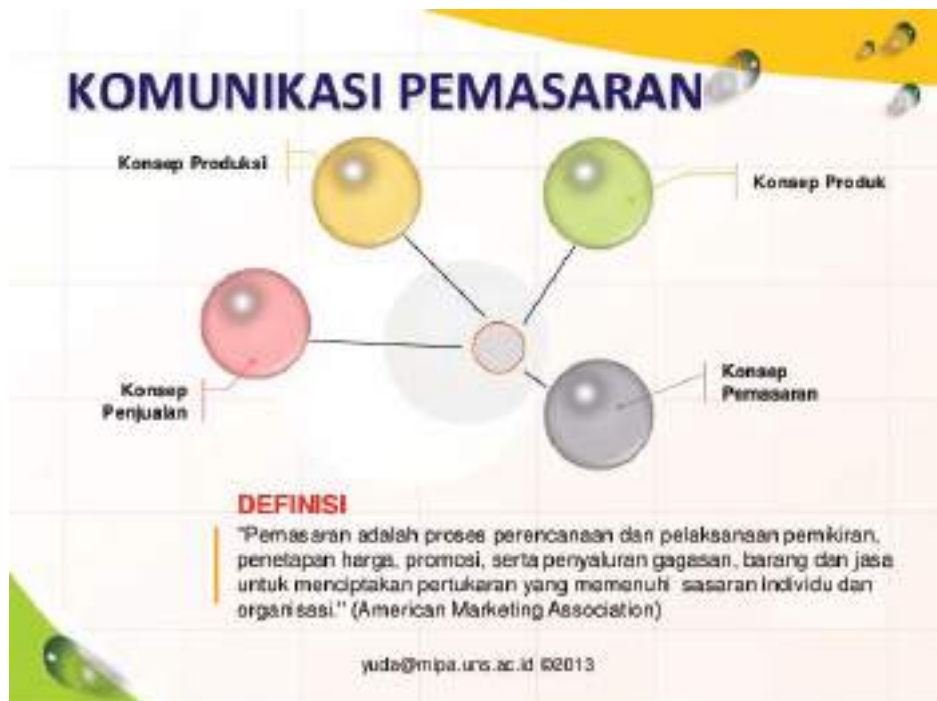 KOMUNIKASI PEMASARAN
Konsep Produksi
Konsep Produk
Konsep
Penjualan
Konsep
Pemasaran
DEFINISI
"Pemasaran adalah proses perencanaan dan pelaksanaan pemikiran,
penetapan harga, promosi, serta penyaluran gagasan, barang dan jasa
untuk menciptakan pertukaran yang memenuhi sasaran individu dan
organisasi." (American Marketing Association)
yuda@mipa.uns.ac.id ©2013